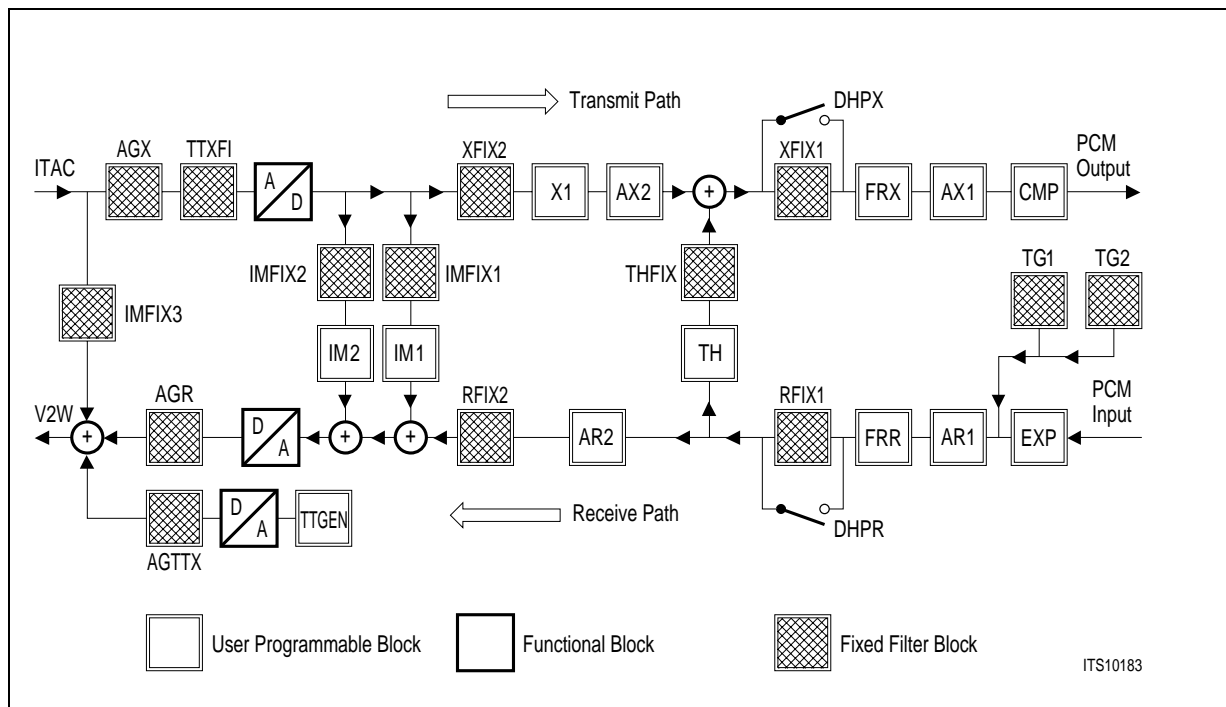 Transmit Path
DHPX
ITAC
AGX
TTXFI
A
D
XFIX2
X1
AX2
+
XFIX1
FRX
AX1
CMP
PCM
Output
IMFIX3
IMFIX2
IMFIX1
THFIX
TG1
TG2
IM2
IM1
TH
V2W
+
AGR
D
A
+
+
RFIX2
AR2
RFIX1
FRR
AR1
EXP
PCM
Input
AGTTX
D
A
TTGEN
Receive Path
DHPR
User Programmable Block
Functional Block
Fixed Filter Block
ITS10183